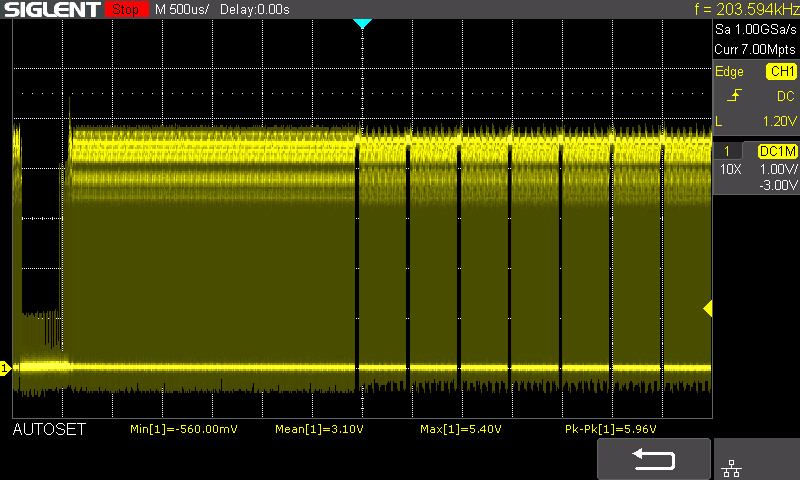 SIGLENT Stop M 500us/ Delay:0.00s f = 203.594kHz
Sa 1.00GSa/s
Curr 7.00Mpts
Edge CH1
DC
L 1.20V
1 DC1M
10X 1.00V/
-3.00V
1
AUTOSET Min[1]=-560.00mV Mean[1]=3.10V Max[1]=5.40V Pk-Pk[1]=5.96V